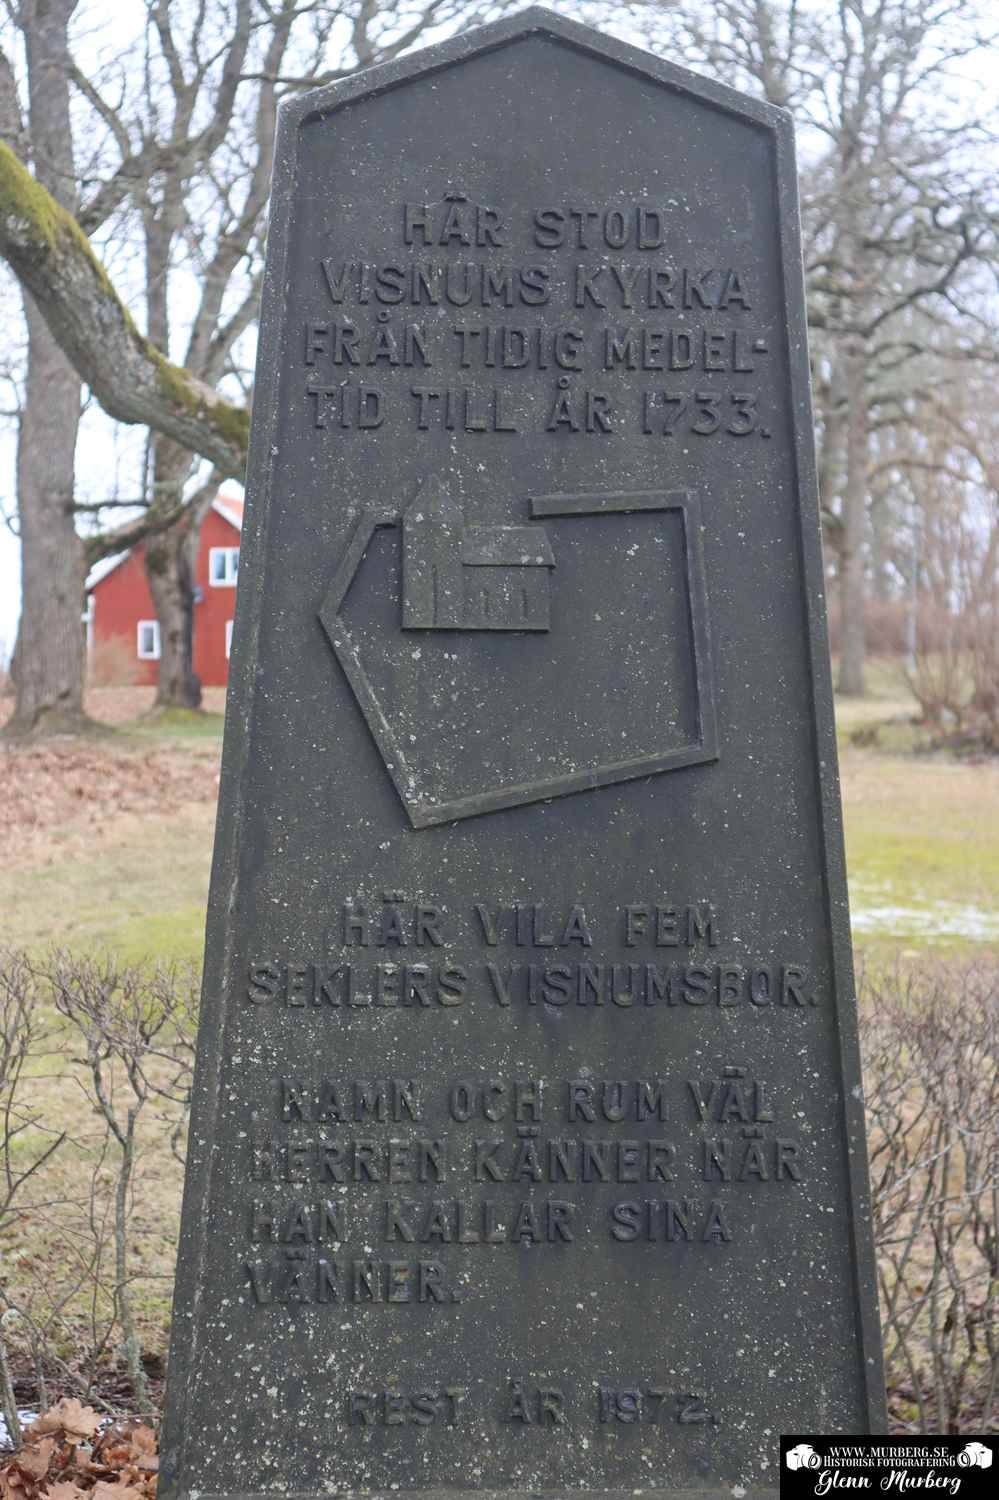 HÄR STOD
VISNUMS KYRKA
FRÅN TIDIG MEDEL-
TID TILL ÅR 1733.
HÄR VILA FEM
SEKLERS VISNUMSBOR.
NAMN OCH RUM VÄL
HERREN KÄNNER NÄR
HAN KALLAR SINA
VÄNNER.
REST ÅR 1972.
WWW.MURBERG.SE
HISTORISK FOTOGRAFERING
Glenn Murberg